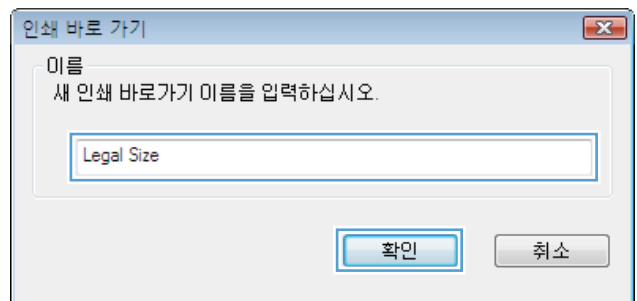 인쇄 바로 가기
이름
새 인쇄 바로가기 이름을 입력하십시오.
Legal Size
확인 취소